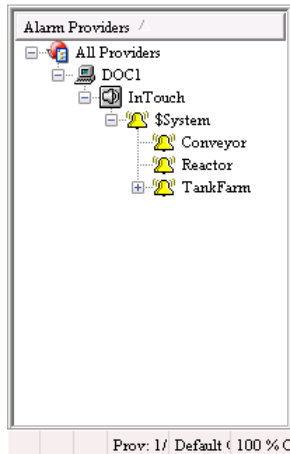 Alarm Providers
All Providers
DOC1
InTouch
$System
Conveyor
Reactor
TankFarm
Prov: 1/ Default 100 %